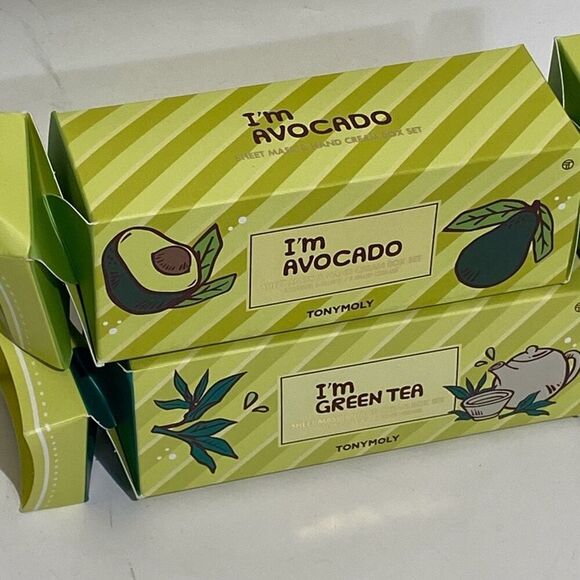 I'm
AVOCADO
SHEET MASK & HAND CREAM BOX SET
I'm
AVOCADO
TONYMOLY
I'm
GREEN TEA
TONYMOLY